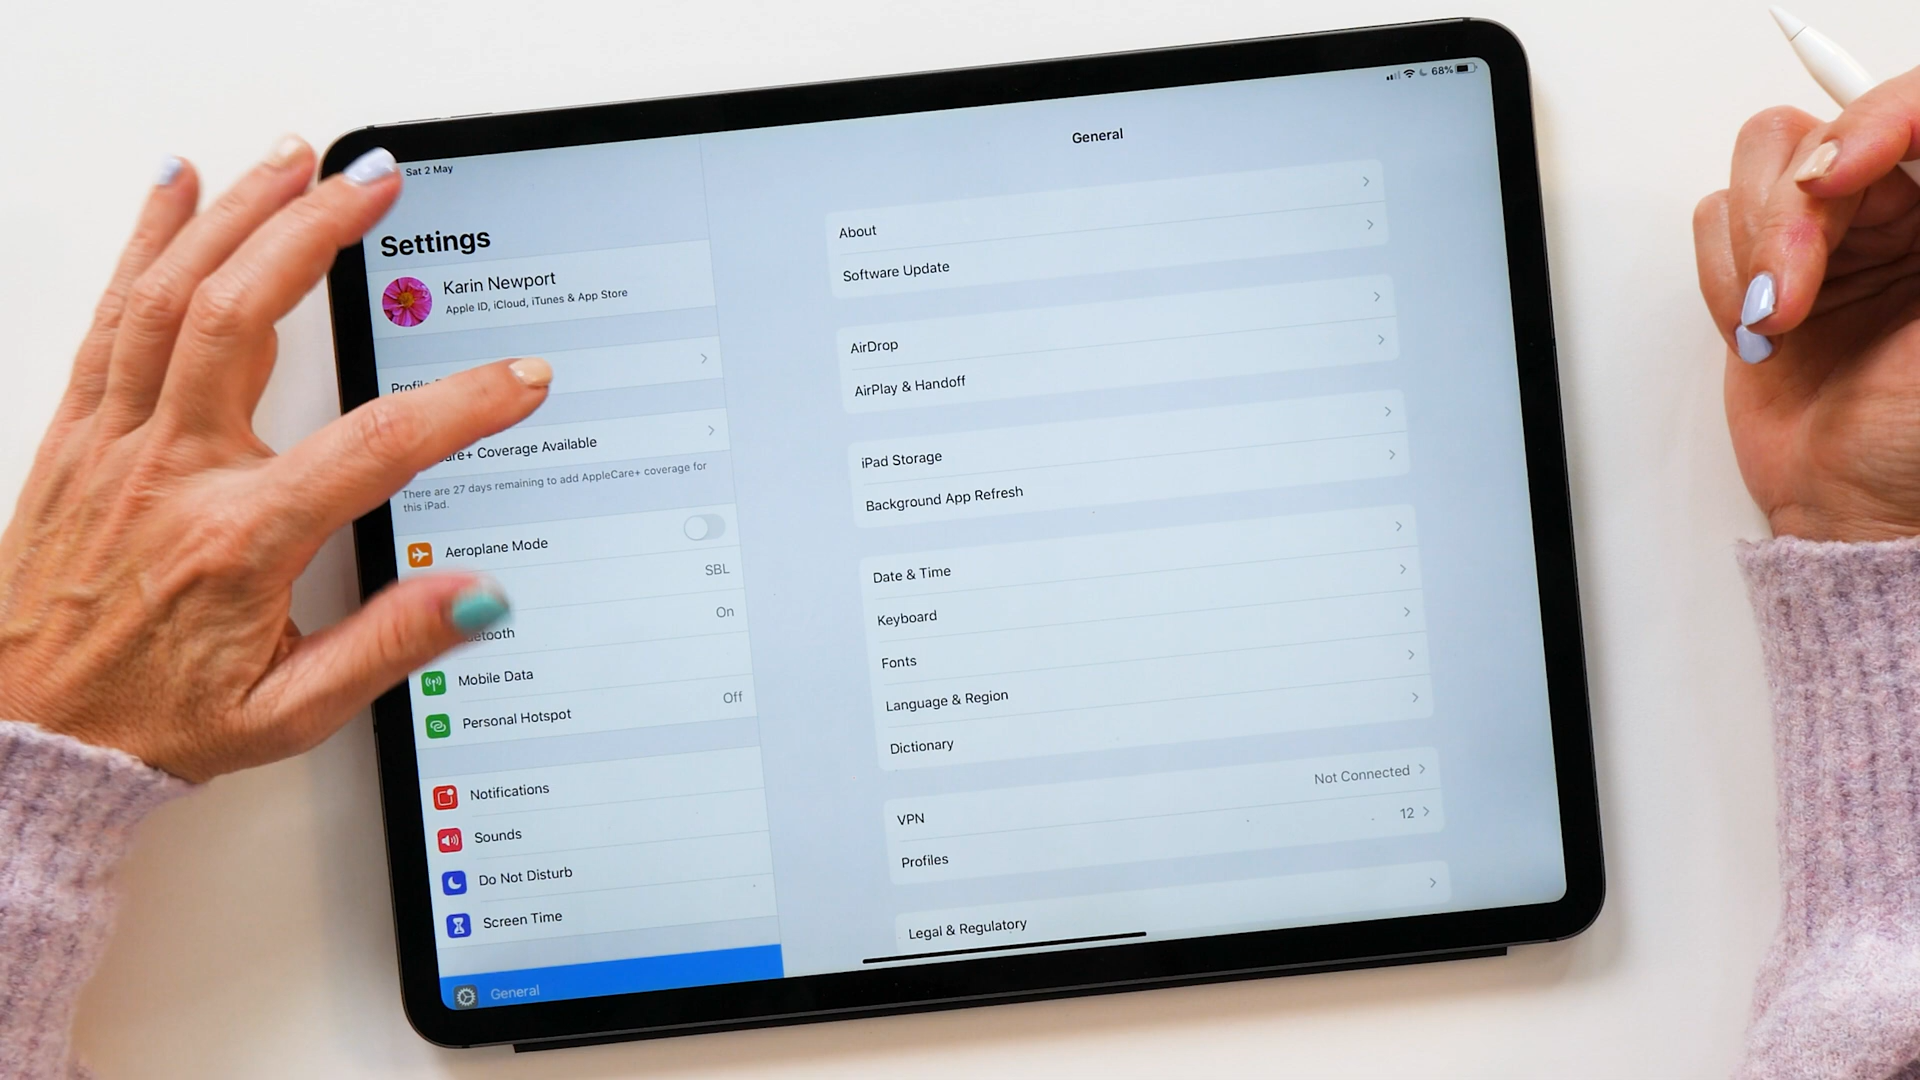 Sat 2 May
68%
Settings
Karin Newport
Apple ID, iCloud, iTunes & App Store
Coverage Available
There are 27 days remaining to add AppleCare+ coverage for
this iPad.
Aeroplane Mode
SBL
On
Mobile Data
Personal Hotspot
Off
Notifications
Sounds
Do Not Disturb
Screen Time
General
General
About
Software Update
AirDrop
AirPlay & Handoff
iPad Storage
Background App Refresh
Date & Time
Keyboard
Fonts
Language & Region
Dictionary
VPN
Not Connected
Profiles
12
Legal & Regulatory